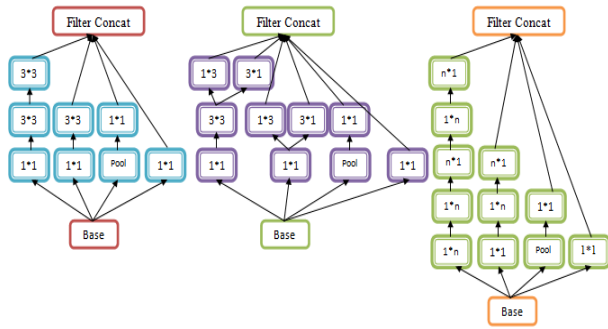 Filter Concat
3*3
3*3 3*3 1*1
1*1 1*1 Pool 1*1
Base
Filter Concat
1*3 3*1
3*3 1*3 3*1 1*1
1*1 1*1 Pool 1*1
Base
Filter Concat
n*1
1*n
n*1 n*1
1*n 1*n 1*1
1*n 1*1 Pool 1*1
Base